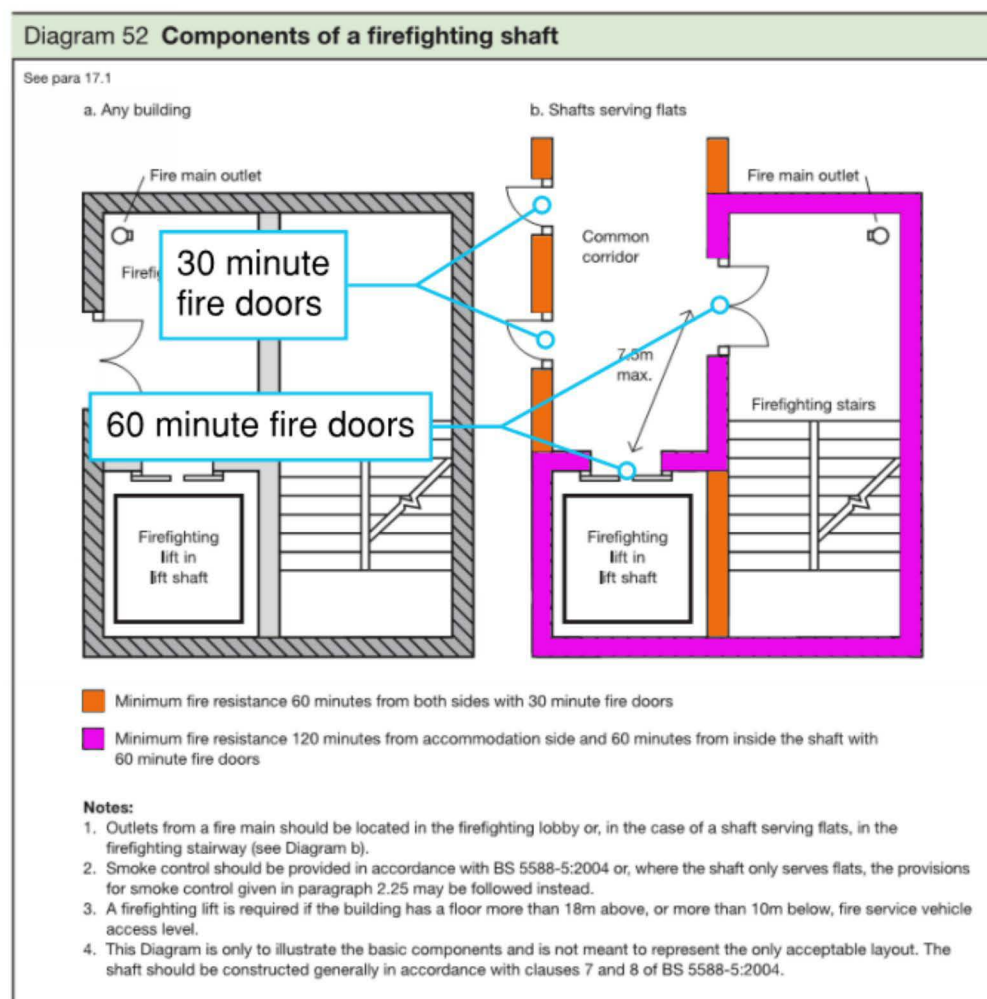 Diagram 52 Components of a firefighting shaft
See para 17.1
a. Any building
b. Shafts serving flats
Fire main outlet
Fire main outlet
30 minute
fire doors
Common
corridor
7.5m
max.
60 minute fire doors
Firefighting stairs
Firefighting
lift in
lift shaft
Firefighting
lift in
lift shaft
Minimum fire resistance 60 minutes from both sides with 30 minute fire doors
Minimum fire resistance 120 minutes from accommodation side and 60 minutes from inside the shaft with
60 minute fire doors
Notes:
1. Outlets from a fire main should be located in the firefighting lobby or, in the case of a shaft serving flats, in the
firefighting stairway (see Diagram b).
2. Smoke control should be provided in accordance with BS 5588-5:2004 or, where the shaft only serves flats, the provisions
for smoke control given in paragraph 2.25 may be followed instead.
3. A firefighting lift is required if the building has a floor more than 18m above, or more than 10m below, fire service vehicle
access level.
4. This Diagram is only to illustrate the basic components and is not meant to represent the only acceptable layout. The
shaft should be constructed generally in accordance with clauses 7 and 8 of BS 5588-5:2004.